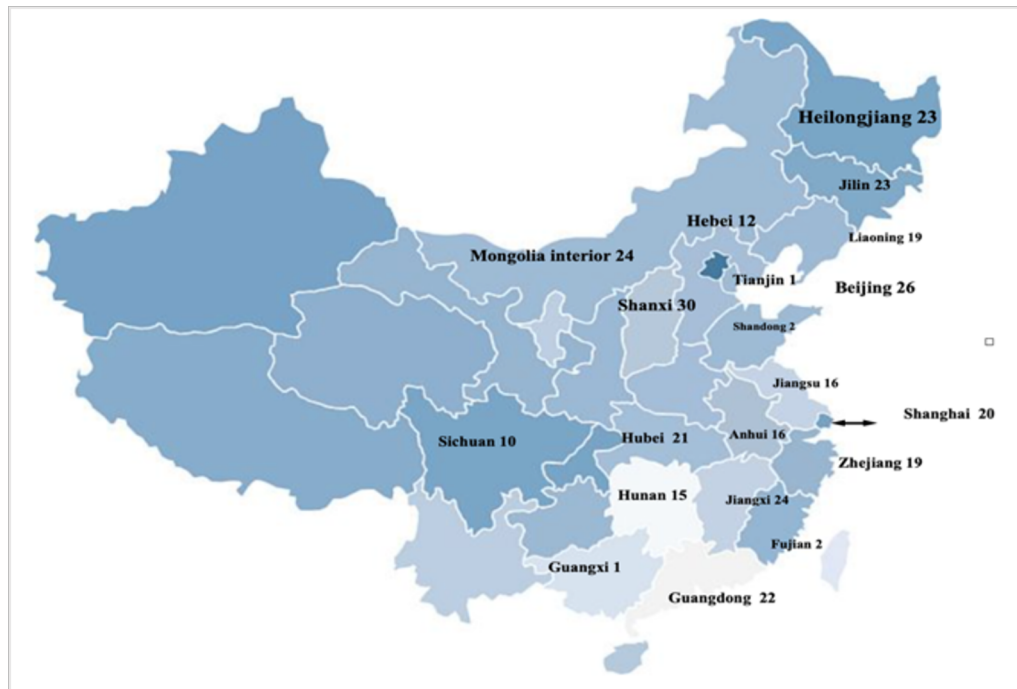 Heilongjiang 23
Jilin 23
Hebei 12
Liaoning 19
Mongolia interior 24
Tianjin 1
Beijing 26
Shanxi 30
Shandong 2
Jiangsu 16
Shanghai 20
Sichuan 10
Hubei 21
Anhui 16
Zhejiang 19
Hunan 15
Jiangxi 24
Fujian 2
Guangxi 1
Guangdong 22